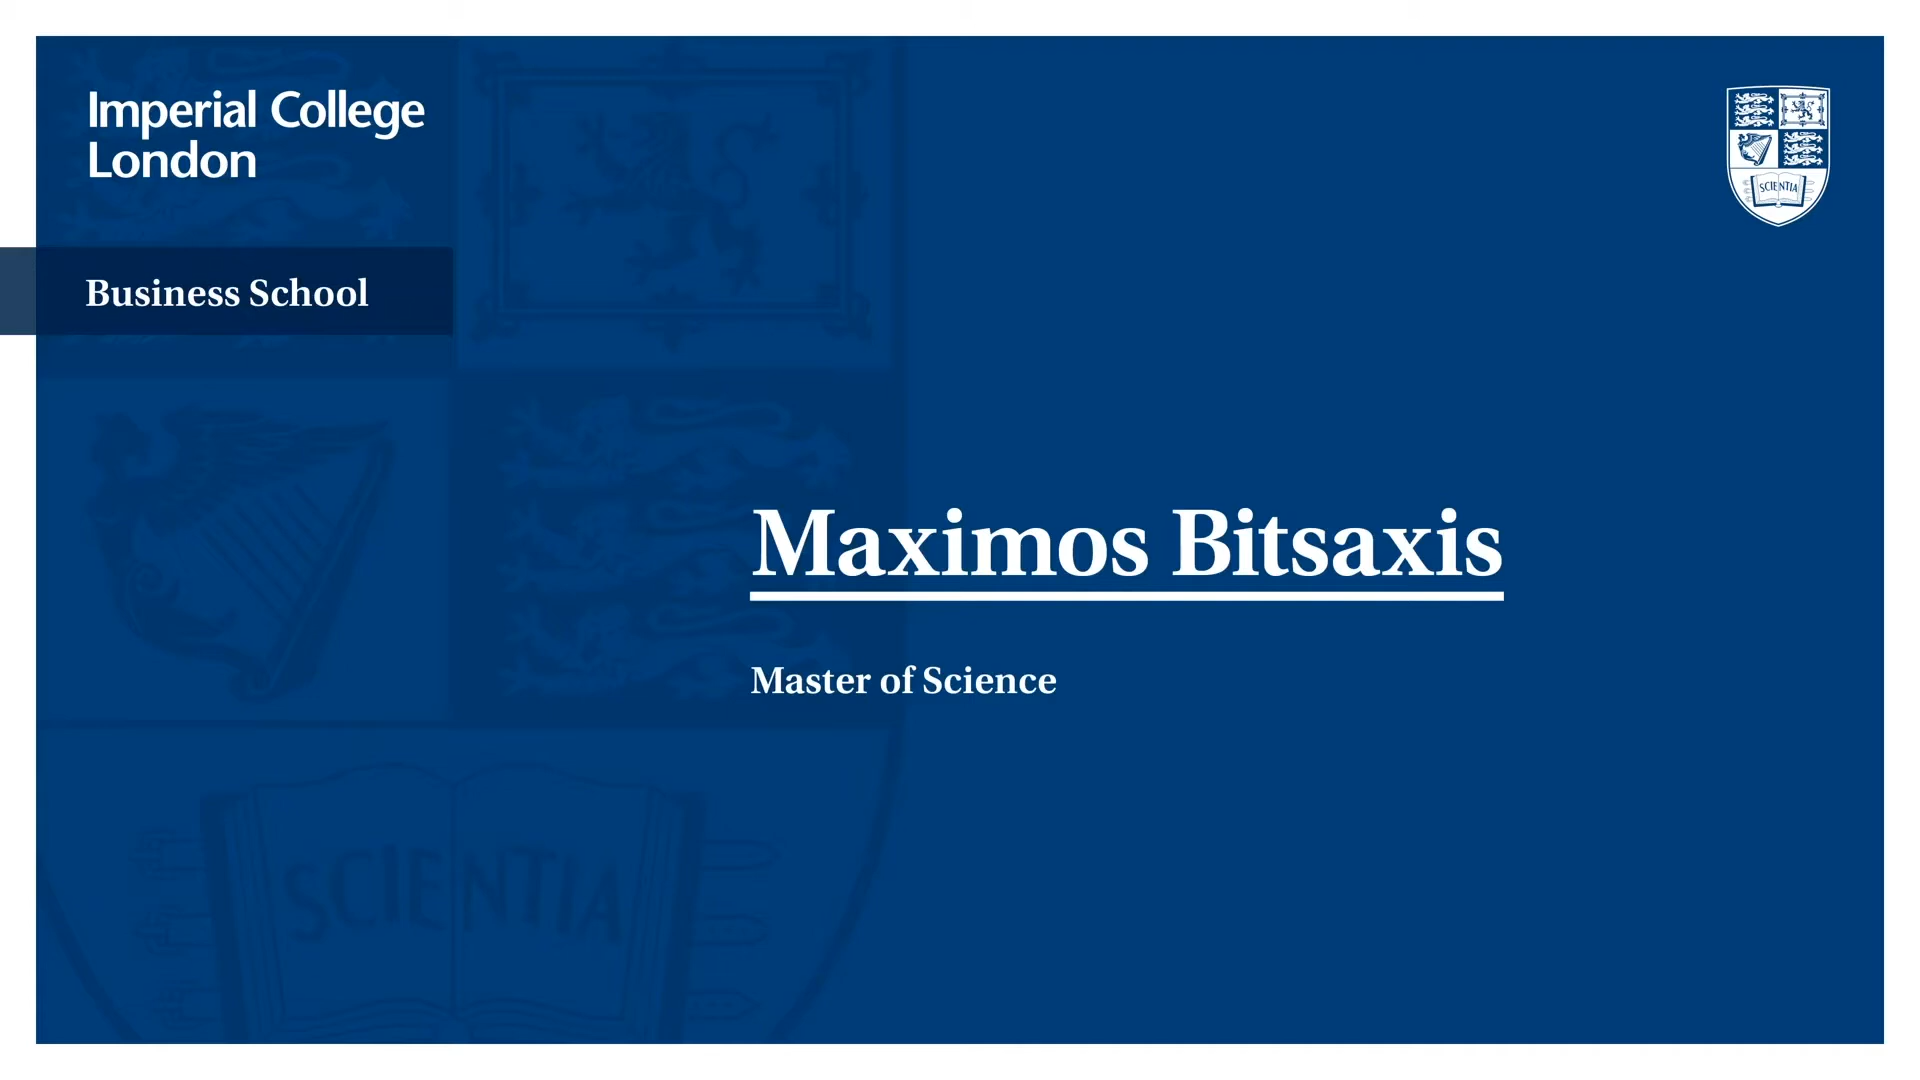 Imperial College
London
SCIENTIA
Business School
Maximos Bitsaxis
Master of Science
SCIENTIA